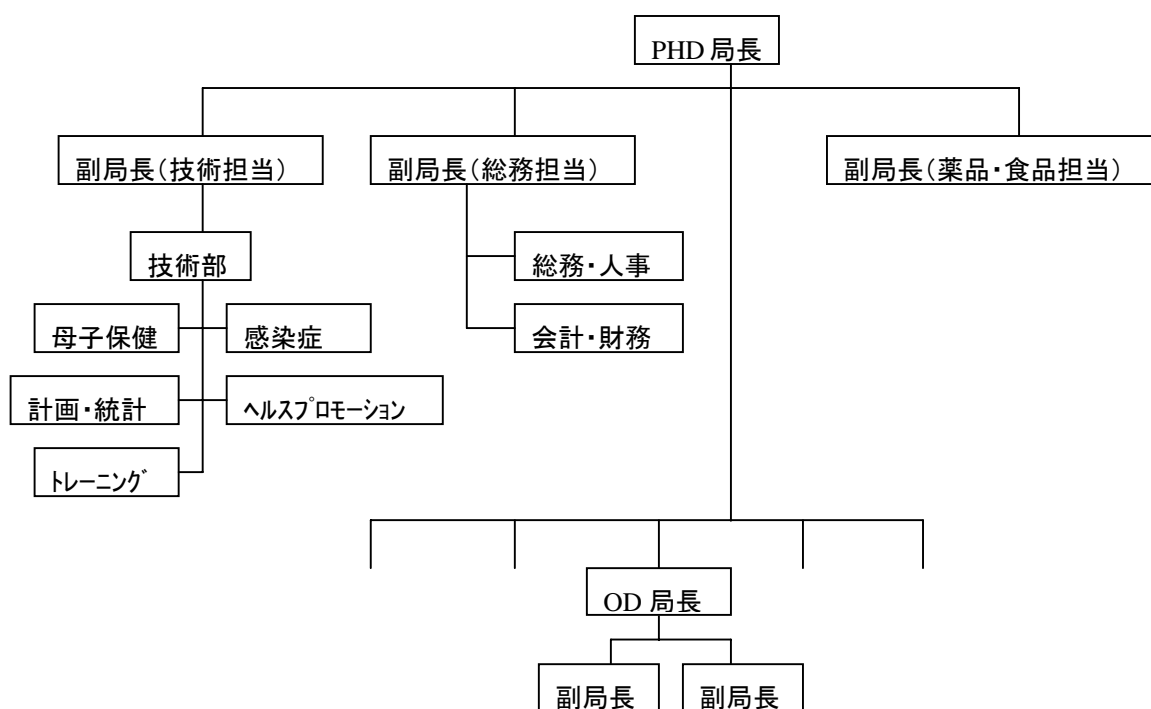 PHD 局長
副局長(技術担当)
副局長(総務担当)
副局長(薬品・食品担当)
技術部
総務・人事
母子保健
感染症
会計・財務
計画・統計
ﾍﾙｽﾌﾟﾛﾓｰｼｮﾝ
ﾄﾚｰﾆﾝｸﾞ
OD 局長
副局長
副局長